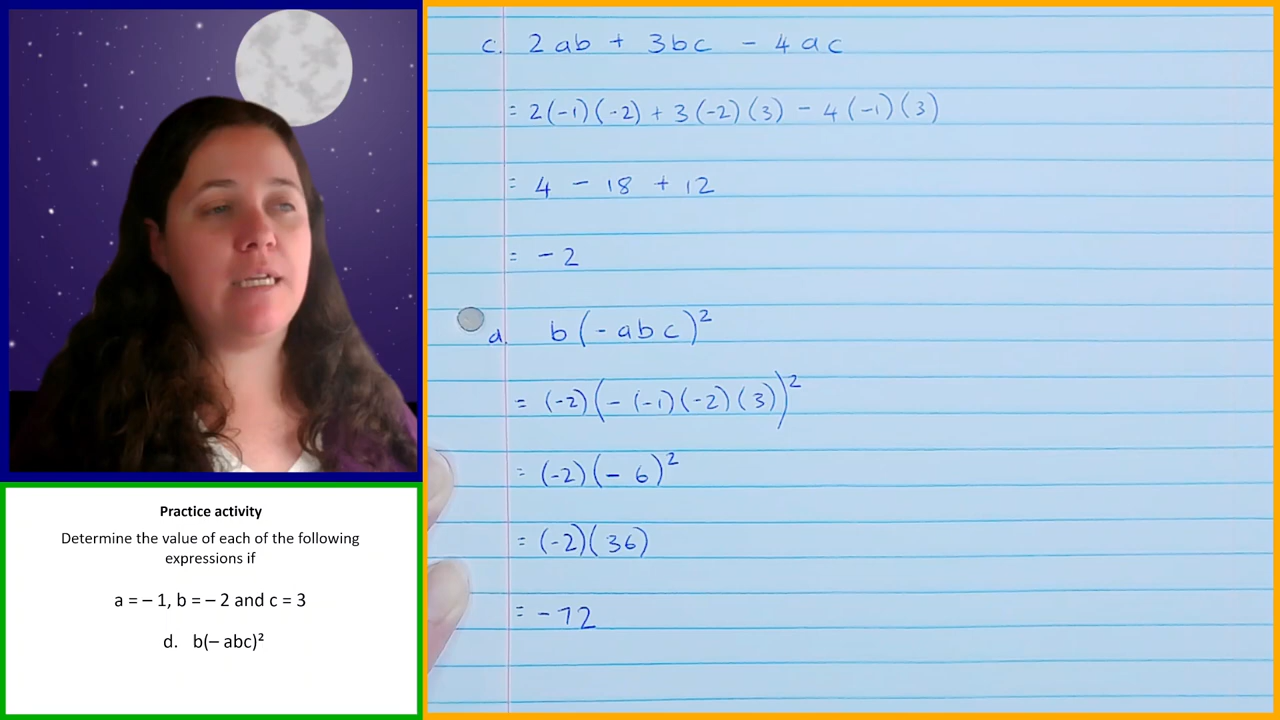 Practice activity
Determine the value of each of the following
expressions if
a = – 1, b = – 2 and c = 3
d. b(– abc)²
c. 2ab + 3bc - 4ac
= 2(-1)(-2) + 3(-2)(3) - 4(-1)(3)
= 4 - 18 + 12
= -2
d. b(-abc)²
= (-2)(-(-1)(-2)(3))²
= (-2)(-6)²
= (-2)(36)
= -72